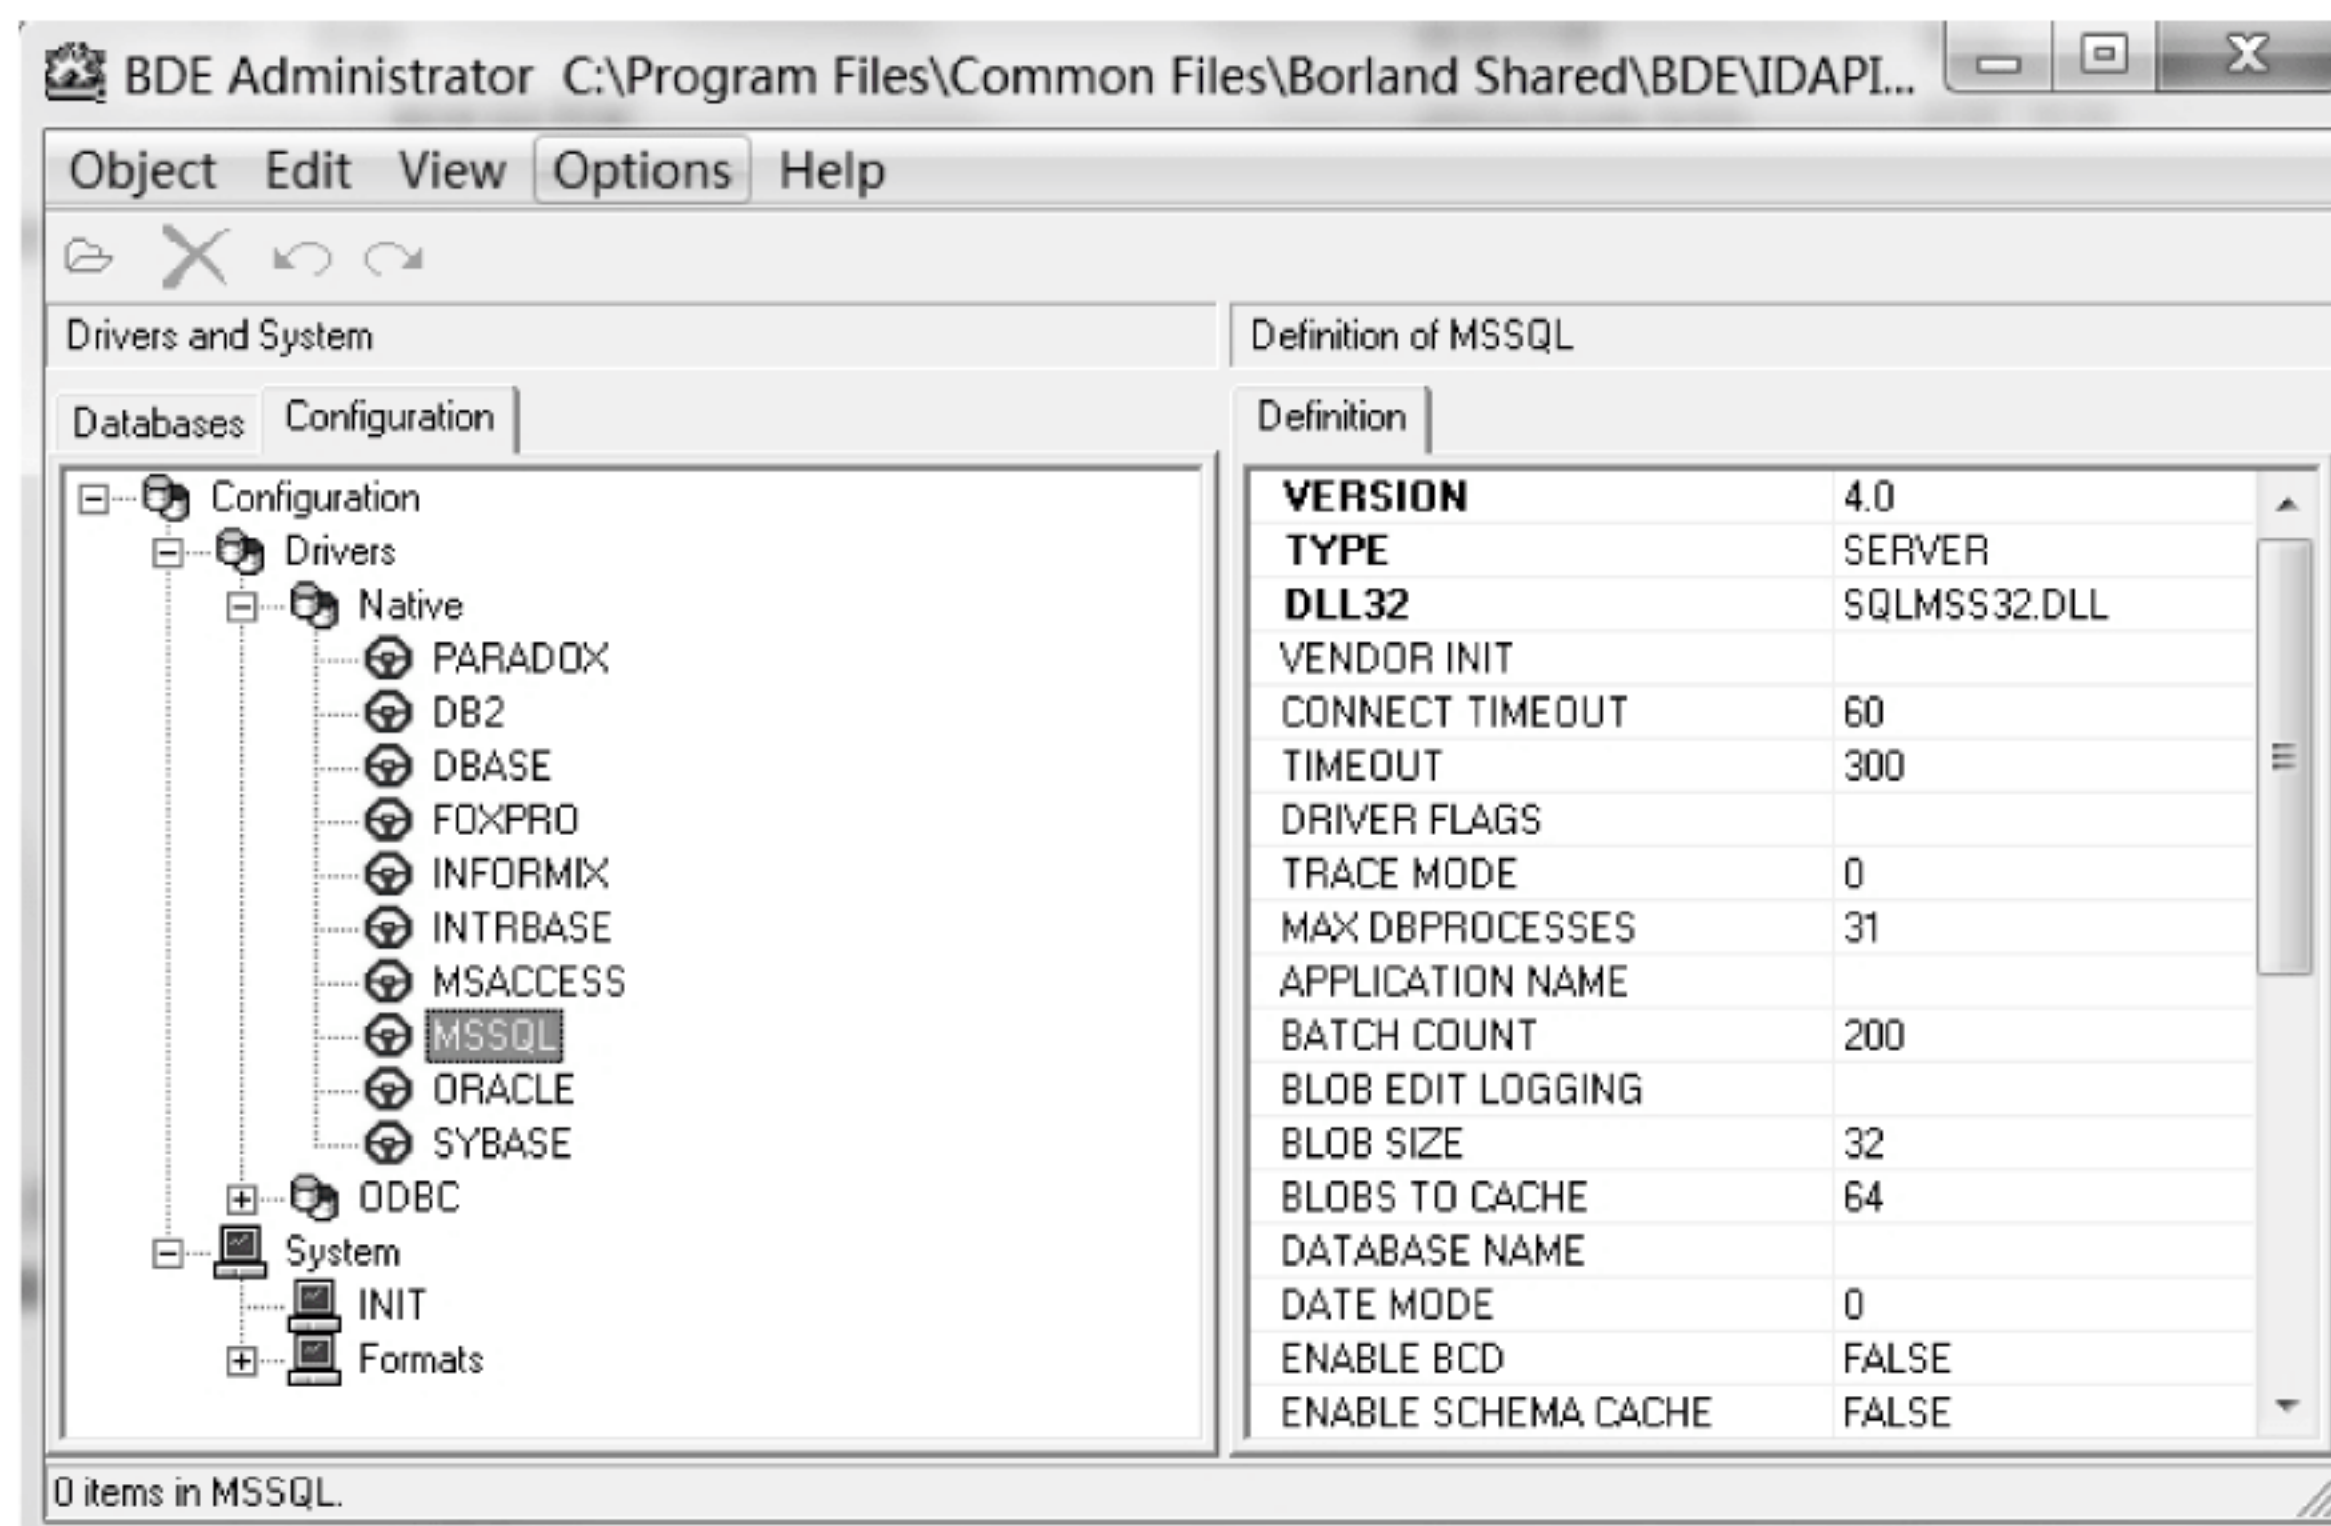 BDE Administrator C:\Program Files\Common Files\Borland Shared\BDE\IDAPI...
Object Edit View Options Help
Drivers and System
Definition of MSSQL
Databases Configuration
Definition
Configuration
Drivers
Native
PARADOX
DB2
DBASE
FOXPRO
INFORMIX
INTRBASE
MSACCESS
MSSQL
ORACLE
SYBASE
ODBC
System
INIT
Formats
VERSION 4.0
TYPE SERVER
DLL32 SQLMSS32.DLL
VENDOR INIT
CONNECT TIMEOUT 60
TIMEOUT 300
DRIVER FLAGS
TRACE MODE 0
MAX DBPROCESSES 31
APPLICATION NAME
BATCH COUNT 200
BLOB EDIT LOGGING
BLOB SIZE 32
BLOBS TO CACHE 64
DATABASE NAME
DATE MODE 0
ENABLE BCD FALSE
ENABLE SCHEMA CACHE FALSE
0 items in MSSQL.